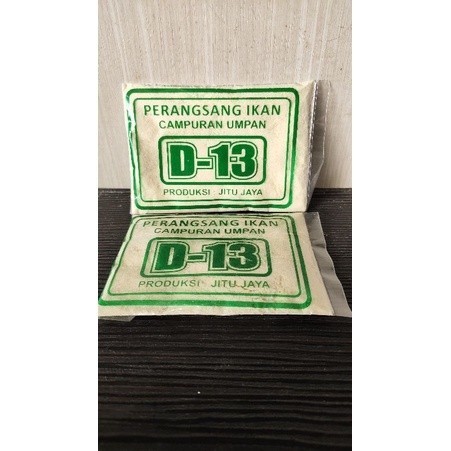 PERANGSANG IKAN
CAMPURAN UMPAN
D-13
PRODUKSI JITU JAYA
PERANGSANG IKAN
CAMPURAN UMPAN
D-13
PRODUKSI JITU JAYA